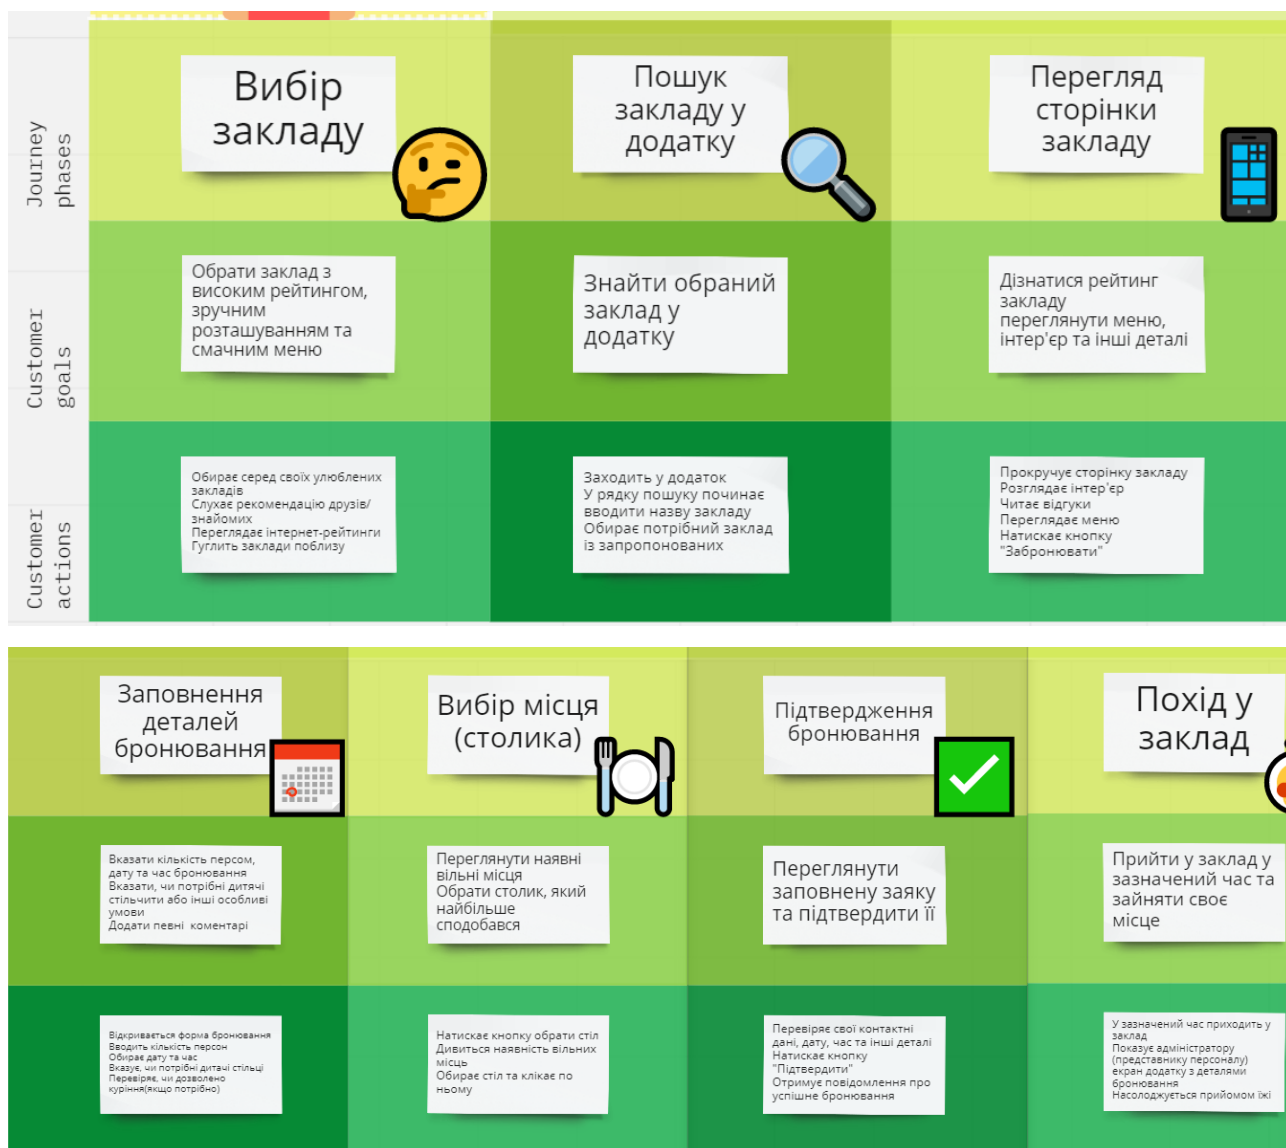 Journey
phases
Вибір
закладу
Пошук
закладу у
додатку
Перегляд
сторінки
закладу
Customer
goals
Обрати заклад з
високим рейтингом,
зручним
розташуванням та
смачним меню
Знайти обраний
заклад у
додатку
Дізнатися рейтинг
закладу
переглянути меню,
інтер'єр та інші деталі
Customer
actions
Обирає серед своїх улюблених
закладів
Слухає рекомендацію друзів/
знайомих
Переглядає інтернет-рейтинги
Гуглить заклади поблизу
Заходить у додаток
У рядку пошуку починає
вводити назву закладу
Обирає потрібний заклад
із запропонованих
Прокручує сторінку закладу
Розглядає інтер'єр
Читає відгуки
Переглядає меню
Натискає кнопку
"Забронювати"
Заповнення
деталей
бронювання
Вибір місця
(столика)
Підтвердження
бронювання
Похід у
заклад
Вказати кількість персом,
дату та час бронювання
Вказати, чи потрібні дитячі
стільчити або інші особливі
умови
Додати певні коментарі
Переглянути наявні
вільні місця
Обрати столик, який
найбільше
сподобався
Переглянути
заповнену заяку
та підтвердити її
Прийти у заклад у
зазначений час та
зайняти своє
місце
Відкривається форма бронювання
Вводить кількість персон
Обирає дату та час
Вказує, чи потрібні дитачі стільці
Перевіряє, чи дозволено
куріння(якщо потрібно)
Натискає кнопку обрати стіл
Дивиться наявність вільних
місць
Обирає стіл та клікає по
ньому
Перевіряє свої контактні
дані, дату, час та інші деталі
Натискає кнопку
"Підтвердити"
Отримує повідомлення про
успішне бронювання
У зазначений час приходить у
заклад
Показує адміністратору
(представнику персоналу)
екран додатку з деталями
бронювання
Насолоджується прийомом їжі